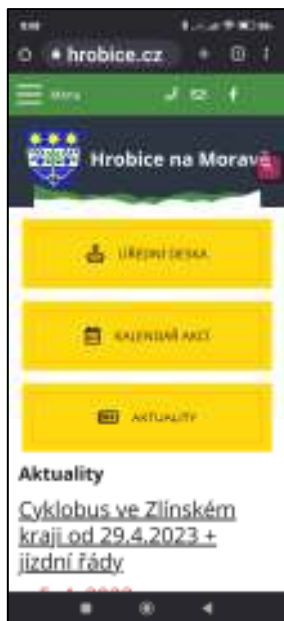 hrobice.cz
Menu
Hrobice na Moravě
ÚŘEDNÍ DESKA
KALENDÁŘ AKCÍ
AKTUALITY
Aktuality
Cyklobus ve Zlínském
kraji od 29.4.2023 +
jízdní řády